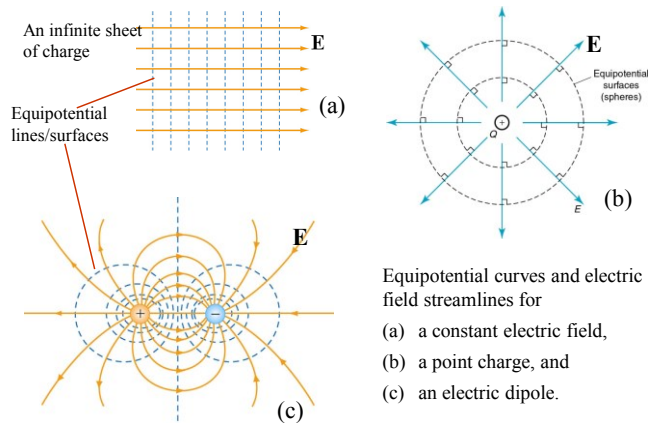 An infinite sheet
of charge
E
(a)
Equipotential
lines/surfaces
E
Equipotential
surfaces
(spheres)
+
Q
E
(b)
E
+
–
(c)
Equipotential curves and electric
field streamlines for
(a) a constant electric field,
(b) a point charge, and
(c) an electric dipole.